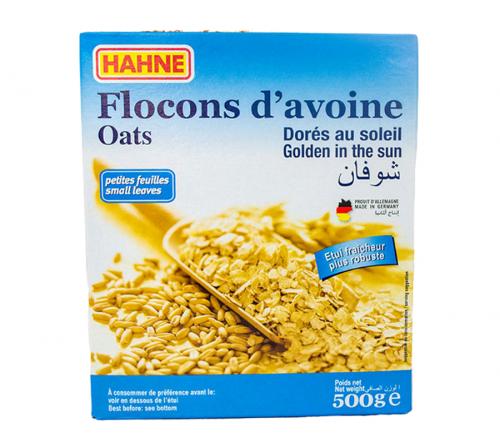 HAHNE
Flocons d'avoine
Oats
Dorés au soleil
Golden in the sun
شوفان
petites feuilles
small leaves
PRODUIT D'ALLEMAGNE
MADE IN GERMANY
إنتاج ألمانيا
Etui fraîcheur
plus robuste
À consommer de préférence avant le:
voir en dessous de l'étui
Best before: see bottom
Poids net
Net weight الوزن الصافي
500g e